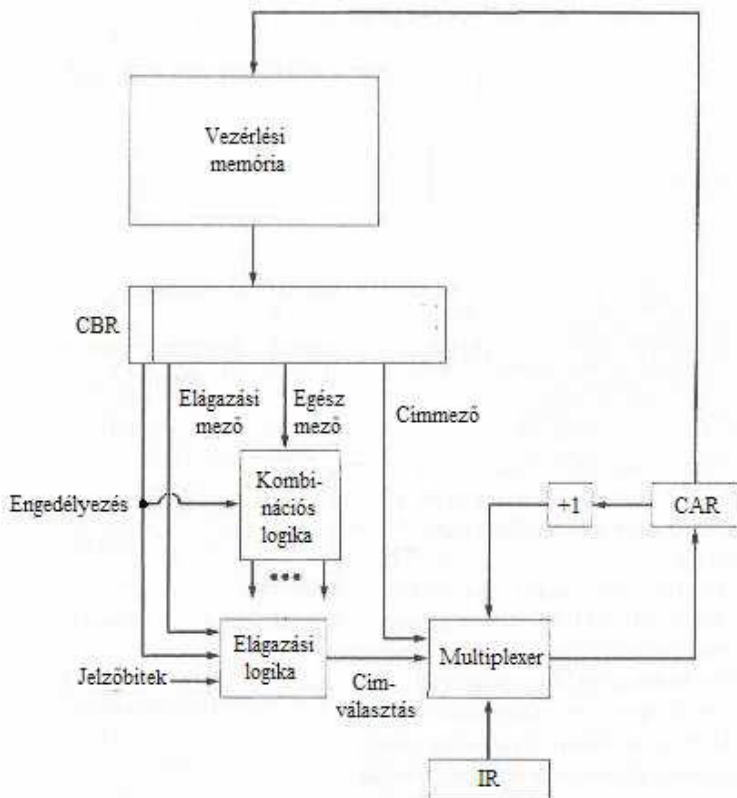 Vezérlési
memória
CBR
Elágazási
mező
Egész
mező
Címmező
Engedélyezés
Kombi-
nációs
logika
+1
CAR
Elágazási
logika
Jelzőbitek
Cim-
választás
Multiplexer
IR